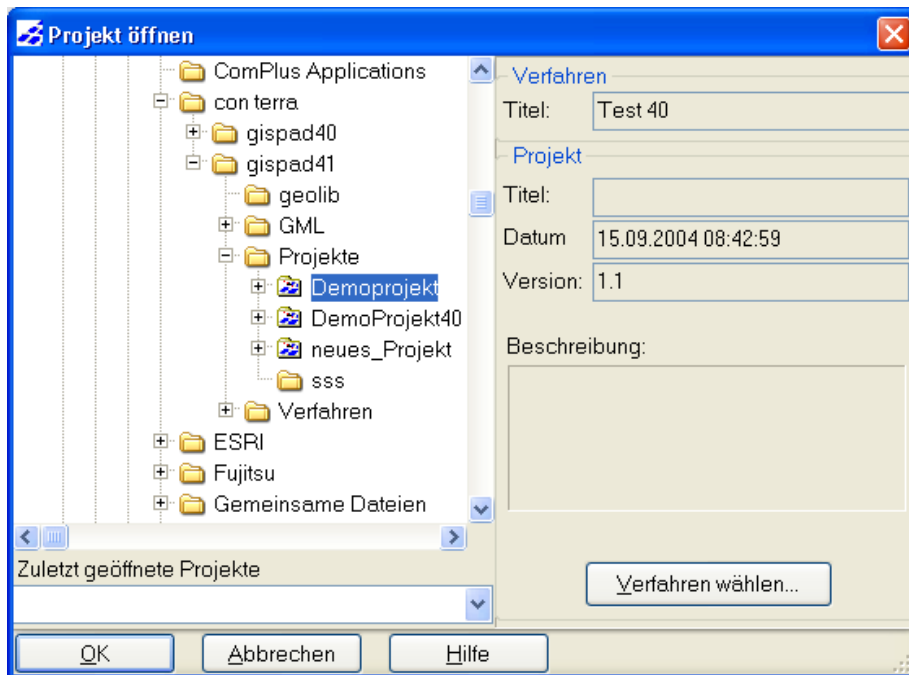 Projekt öffnen
ComPlus Applications
con terra
gispad40
gispad41
geolib
GML
Projekte
Demoprojekt
DemoProjekt40
neues_Projekt
sss
Verfahren
ESRI
Fujitsu
Gemeinsame Dateien
Zuletzt geöffnete Projekte
Verfahren
Titel: Test 40
Projekt
Titel:
Datum 15.09.2004 08:42:59
Version: 1.1
Beschreibung:
Verfahren wählen...
OK Abbrechen Hilfe